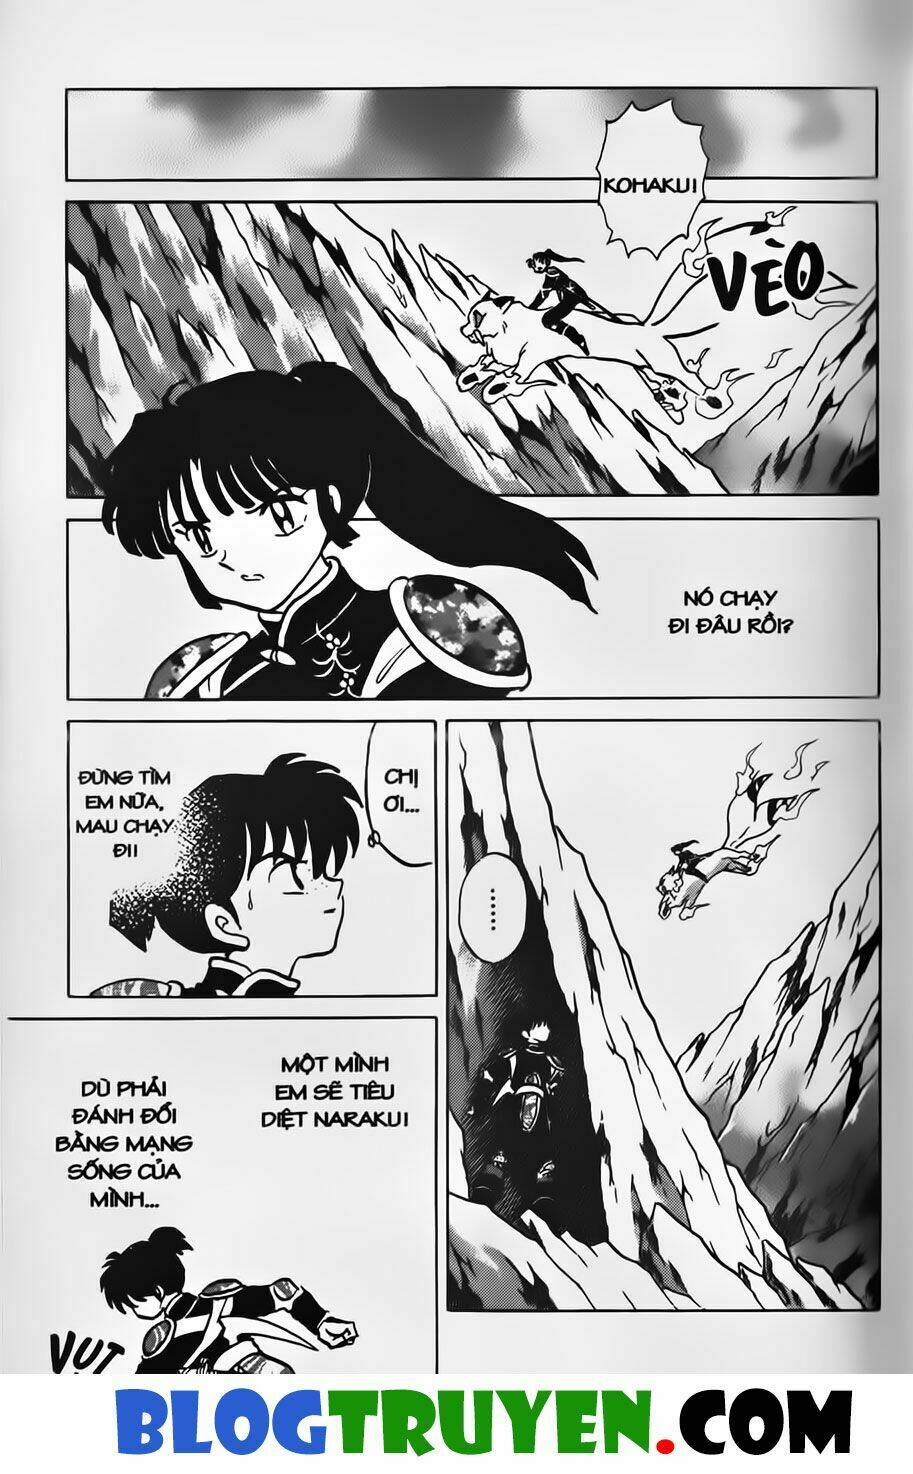 KOHAKU!
VÈO
NÓ CHẠY
ĐI ĐÂU RỒI?
CHỊ
ƠI...
ĐỪNG TÌM
EM NỮA,
MAU CHẠY
ĐI!
.......
MỘT MÌNH
EM SẼ TIÊU
DIỆT NARAKU!
DÙ PHẢI
ĐÁNH ĐỔI
BẰNG MẠNG
SỐNG CỦA
MÌNH...
VỤT
BLOGTRUYEN.COM